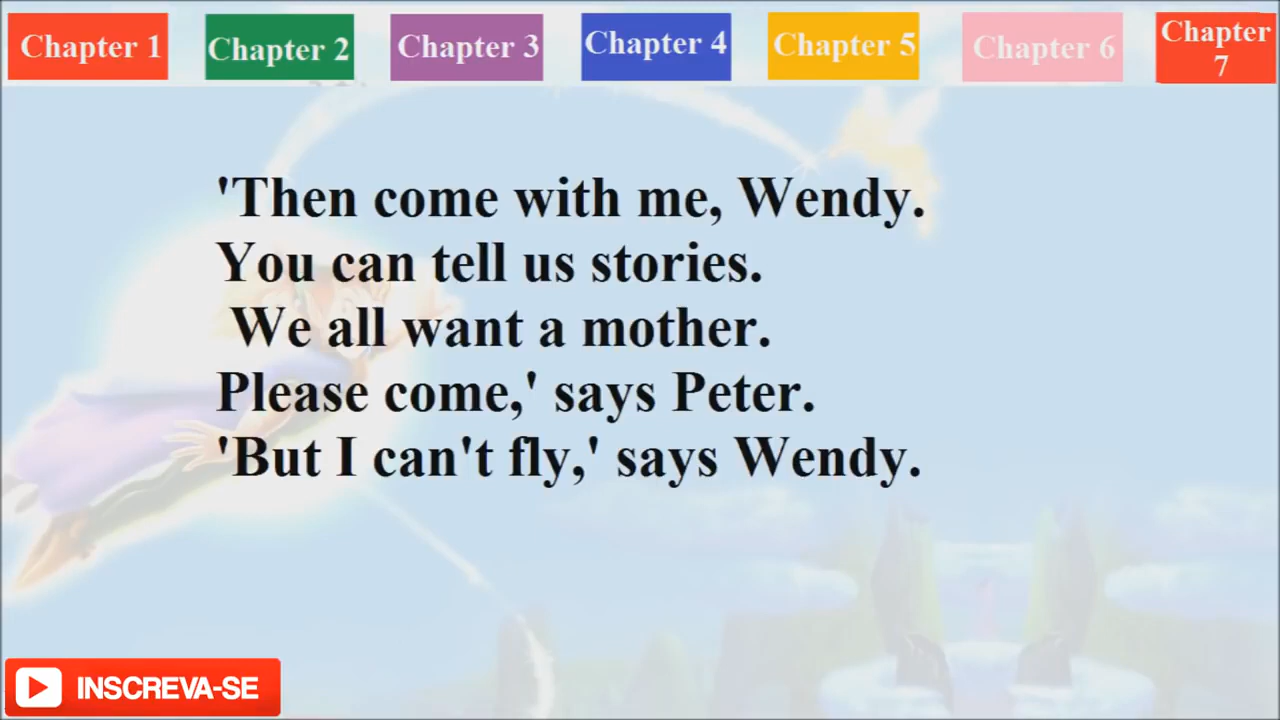 Chapter 1
Chapter 2
Chapter 3
Chapter 4
Chapter 5
Chapter 6
Chapter
7
'Then come with me, Wendy.
You can tell us stories.
We all want a mother.
Please come,' says Peter.
'But I can't fly,' says Wendy.
INSCREVA-SE